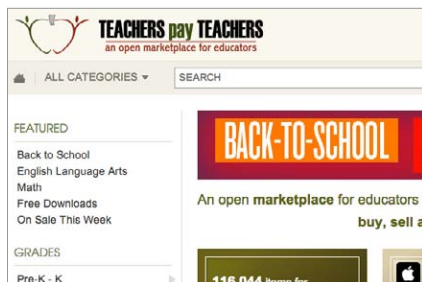 TEACHERS pay TEACHERS
an open marketplace for educators
ALL CATEGORIES
SEARCH
FEATURED
Back to School
English Language Arts
Math
Free Downloads
On Sale This Week
GRADES
Pre-K - K
BACK-TO-SCHOOL
An open marketplace for educators
buy, sell a
116,044 items for